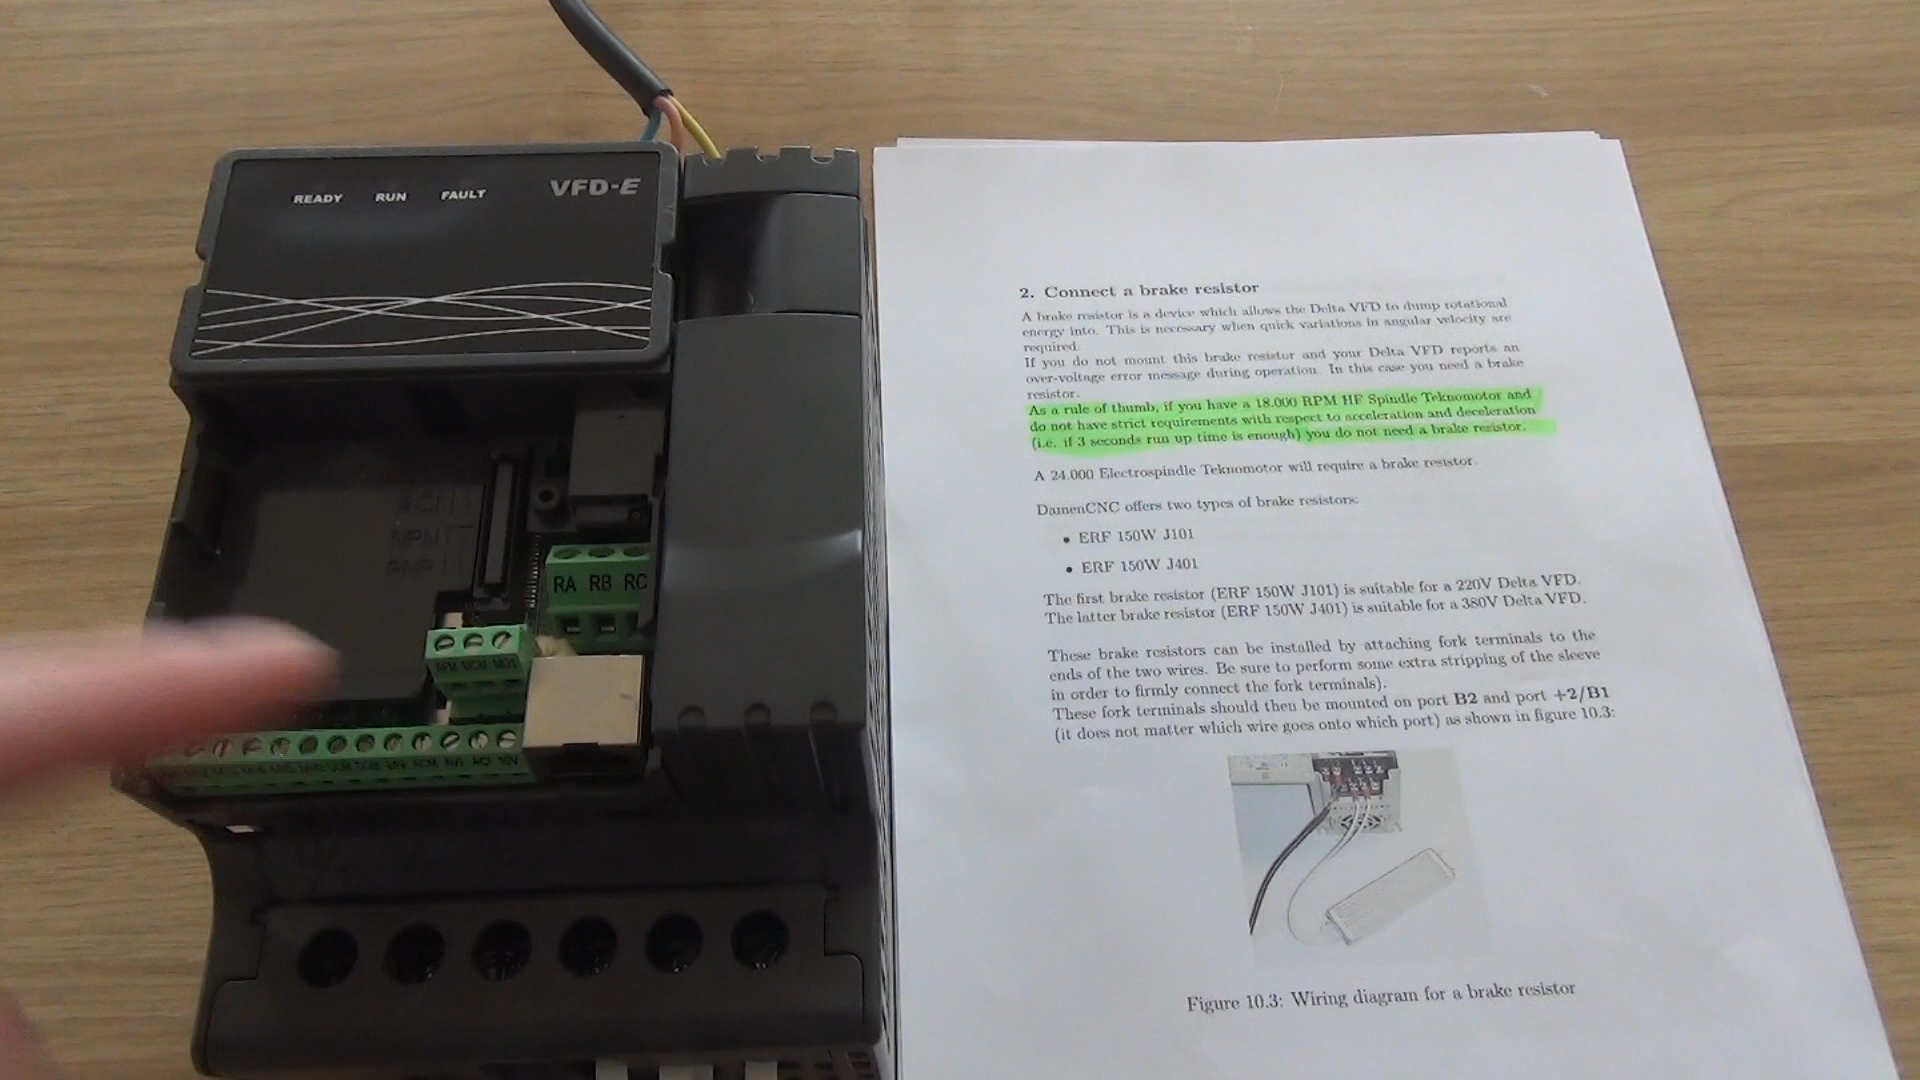 READY RUN FAULT VFD-E
NPN
RA RB RC
AFM MCM MO1
2. Connect a brake resistor
A brake resistor is a device which allows the Delta VFD to dump rotational
energy into. This is necessary when quick variations in angular velocity are
required.
If you do not mount this brake resistor and your Delta VFD reports an
over-voltage error message during operation. In this case you need a brake
resistor.
As a rule of thumb, if you have a 18.000 RPM HF Spindle Teknomotor and
do not have strict requirements with respect to acceleration and deceleration
(i.e. if 3 seconds run up time is enough) you do not need a brake resistor.
A 24.000 Electrospindle Teknomotor will require a brake resistor.
DamenCNC offers two types of brake resistors:
• ERF 150W J101
• ERF 150W J401
The first brake resistor (ERF 150W J101) is suitable for a 220V Delta VFD.
The latter brake resistor (ERF 150W J401) is suitable for a 380V Delta VFD.
These brake resistors can be installed by attaching fork terminals to the
ends of the two wires. Be sure to perform some extra stripping of the sleeve
in order to firmly connect the fork terminals).
These fork terminals should then be mounted on port B2 and port +2/B1
(it does not matter which wire goes onto which port) as shown in figure 10.3:
Figure 10.3: Wiring diagram for a brake resistor